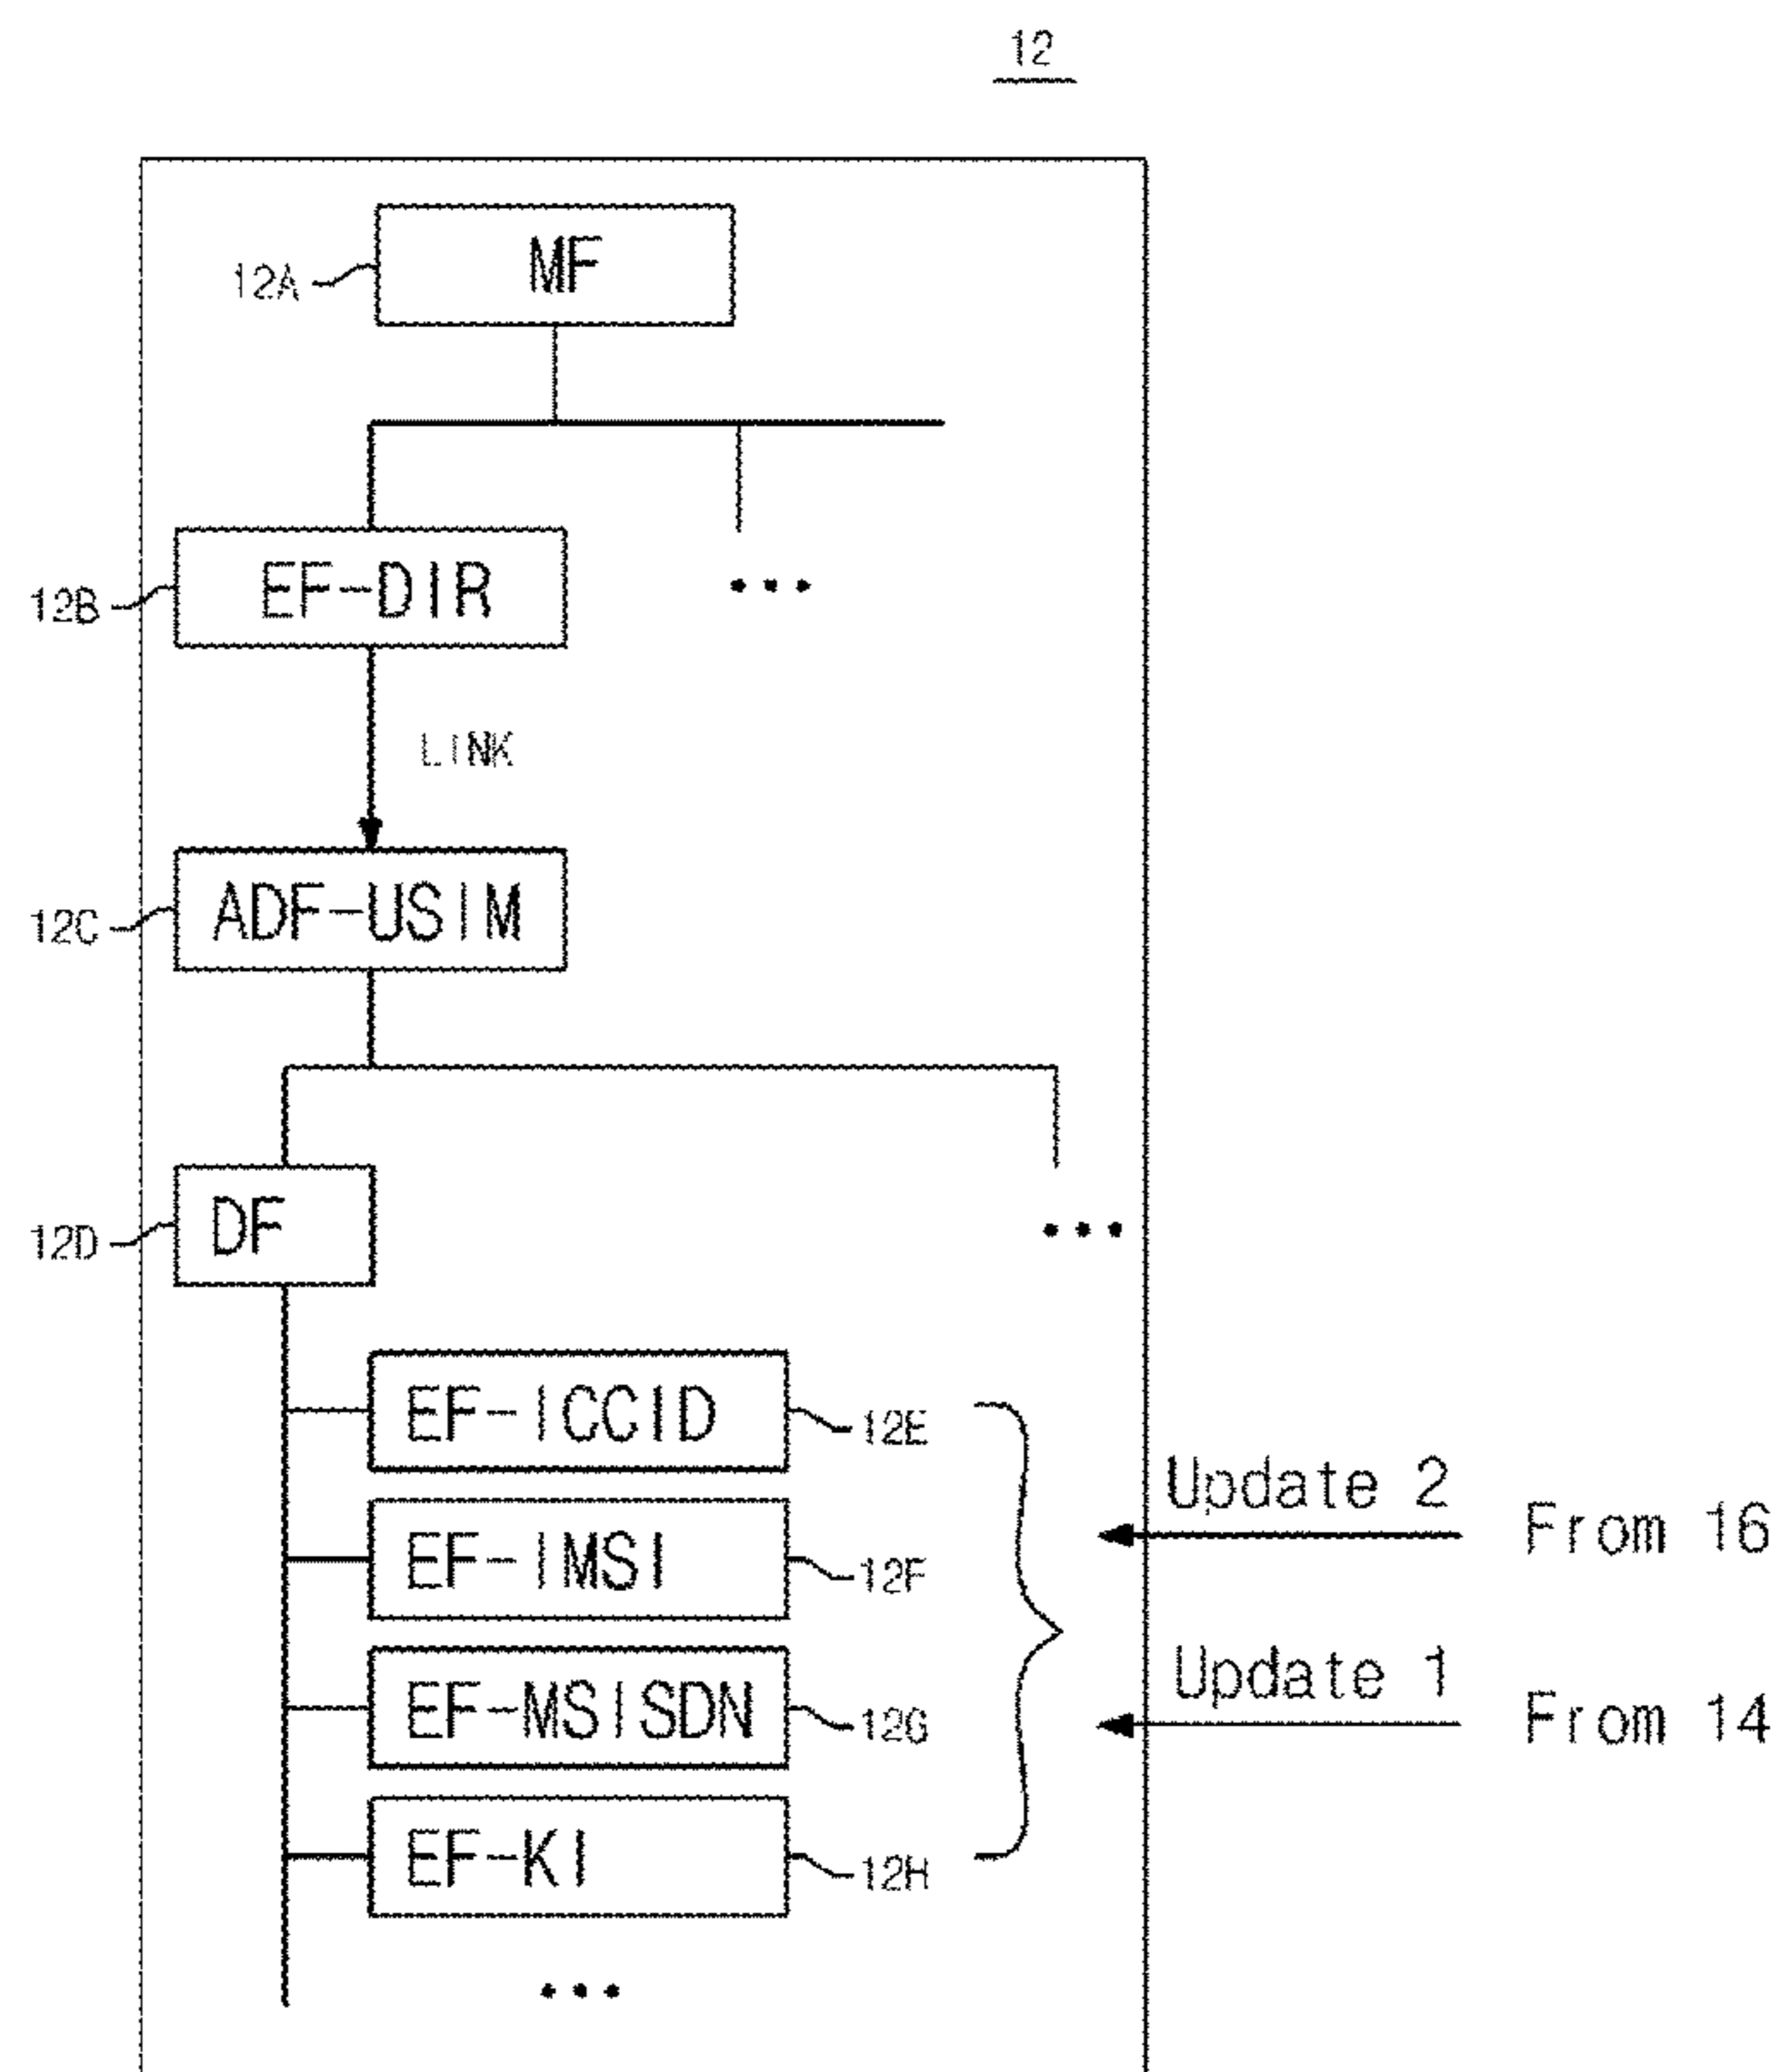 12
MF
12A
EF-DIR
12B
...
LINK
ADF-USIM
12C
DF
12D
...
EF-ICCID
12E
EF-IMSI
12F
EF-MSISDN
12G
EF-KI
12H
...
Update 2
From 16
Update 1
From 14